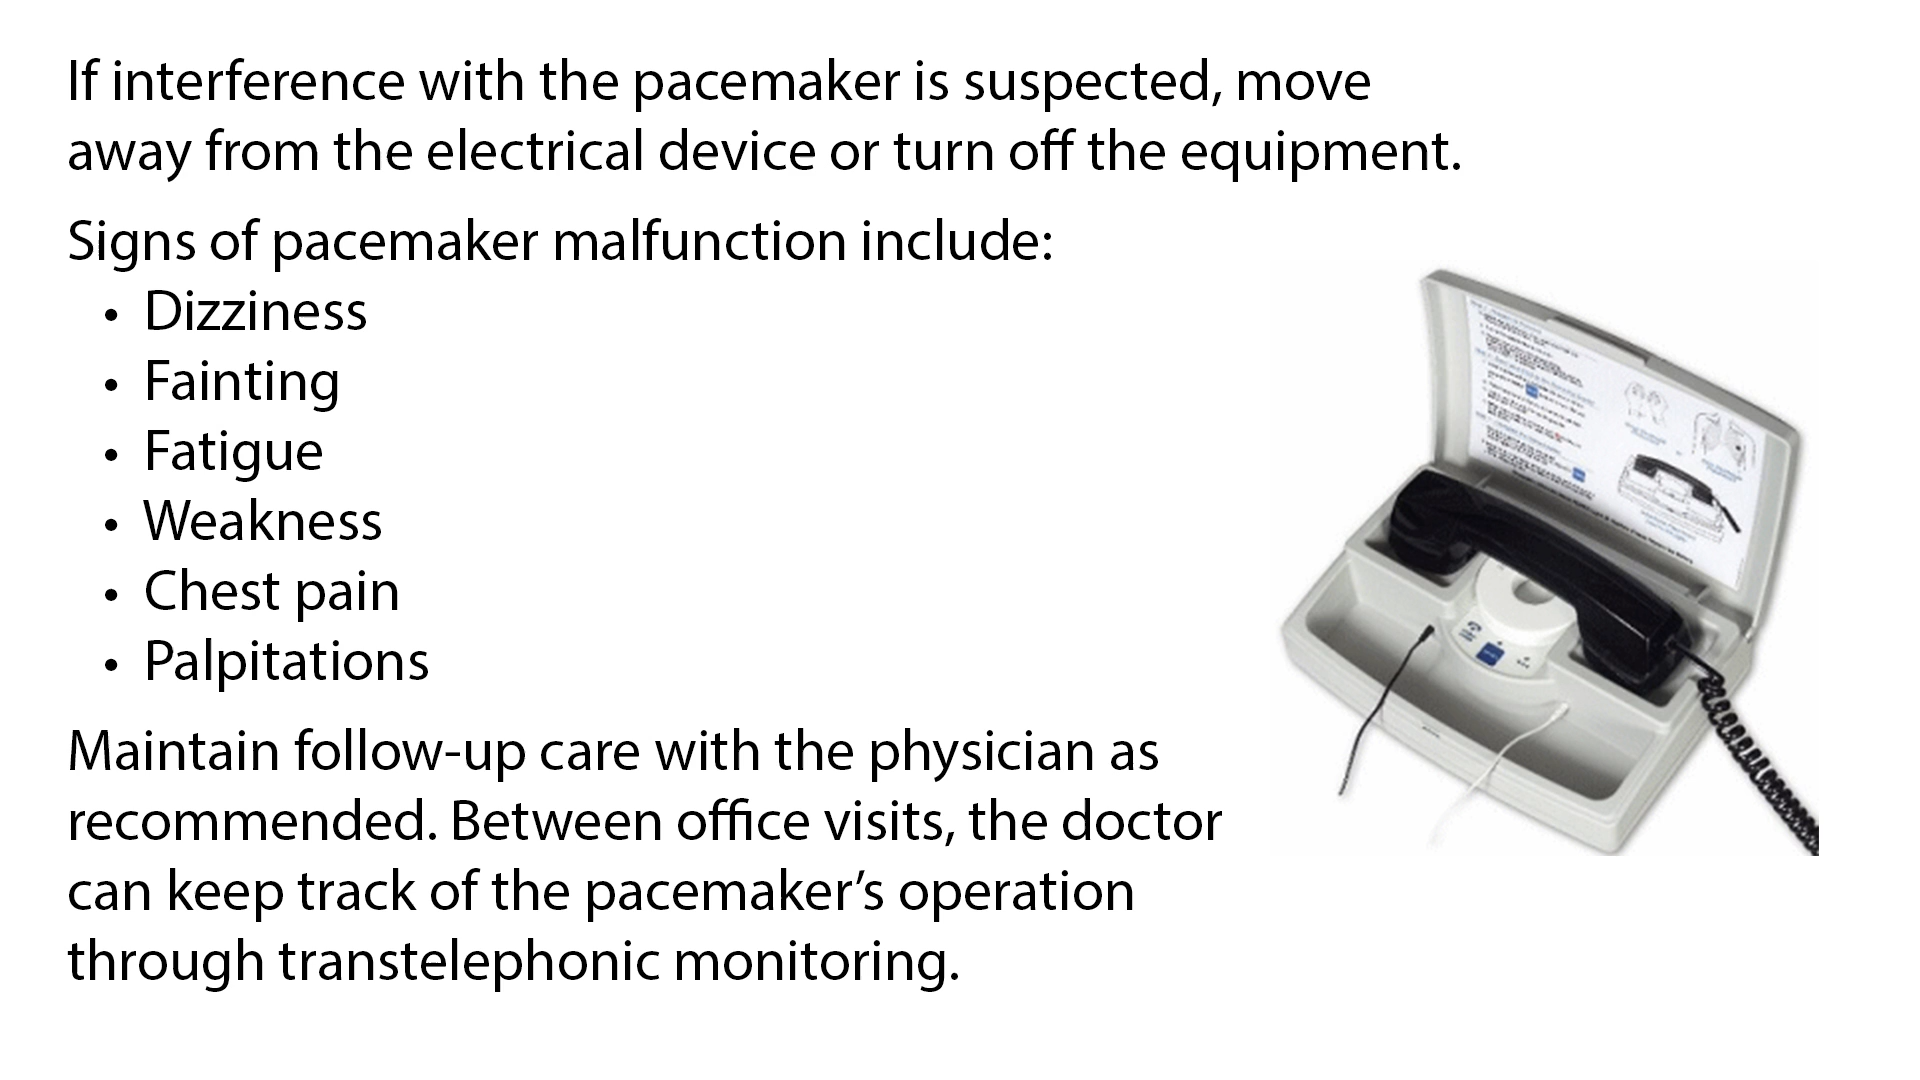 If interference with the pacemaker is suspected, move
away from the electrical device or turn off the equipment.
Signs of pacemaker malfunction include:
• Dizziness
• Fainting
• Fatigue
• Weakness
• Chest pain
• Palpitations
Maintain follow-up care with the physician as
recommended. Between office visits, the doctor
can keep track of the pacemaker’s operation
through transtelephonic monitoring.